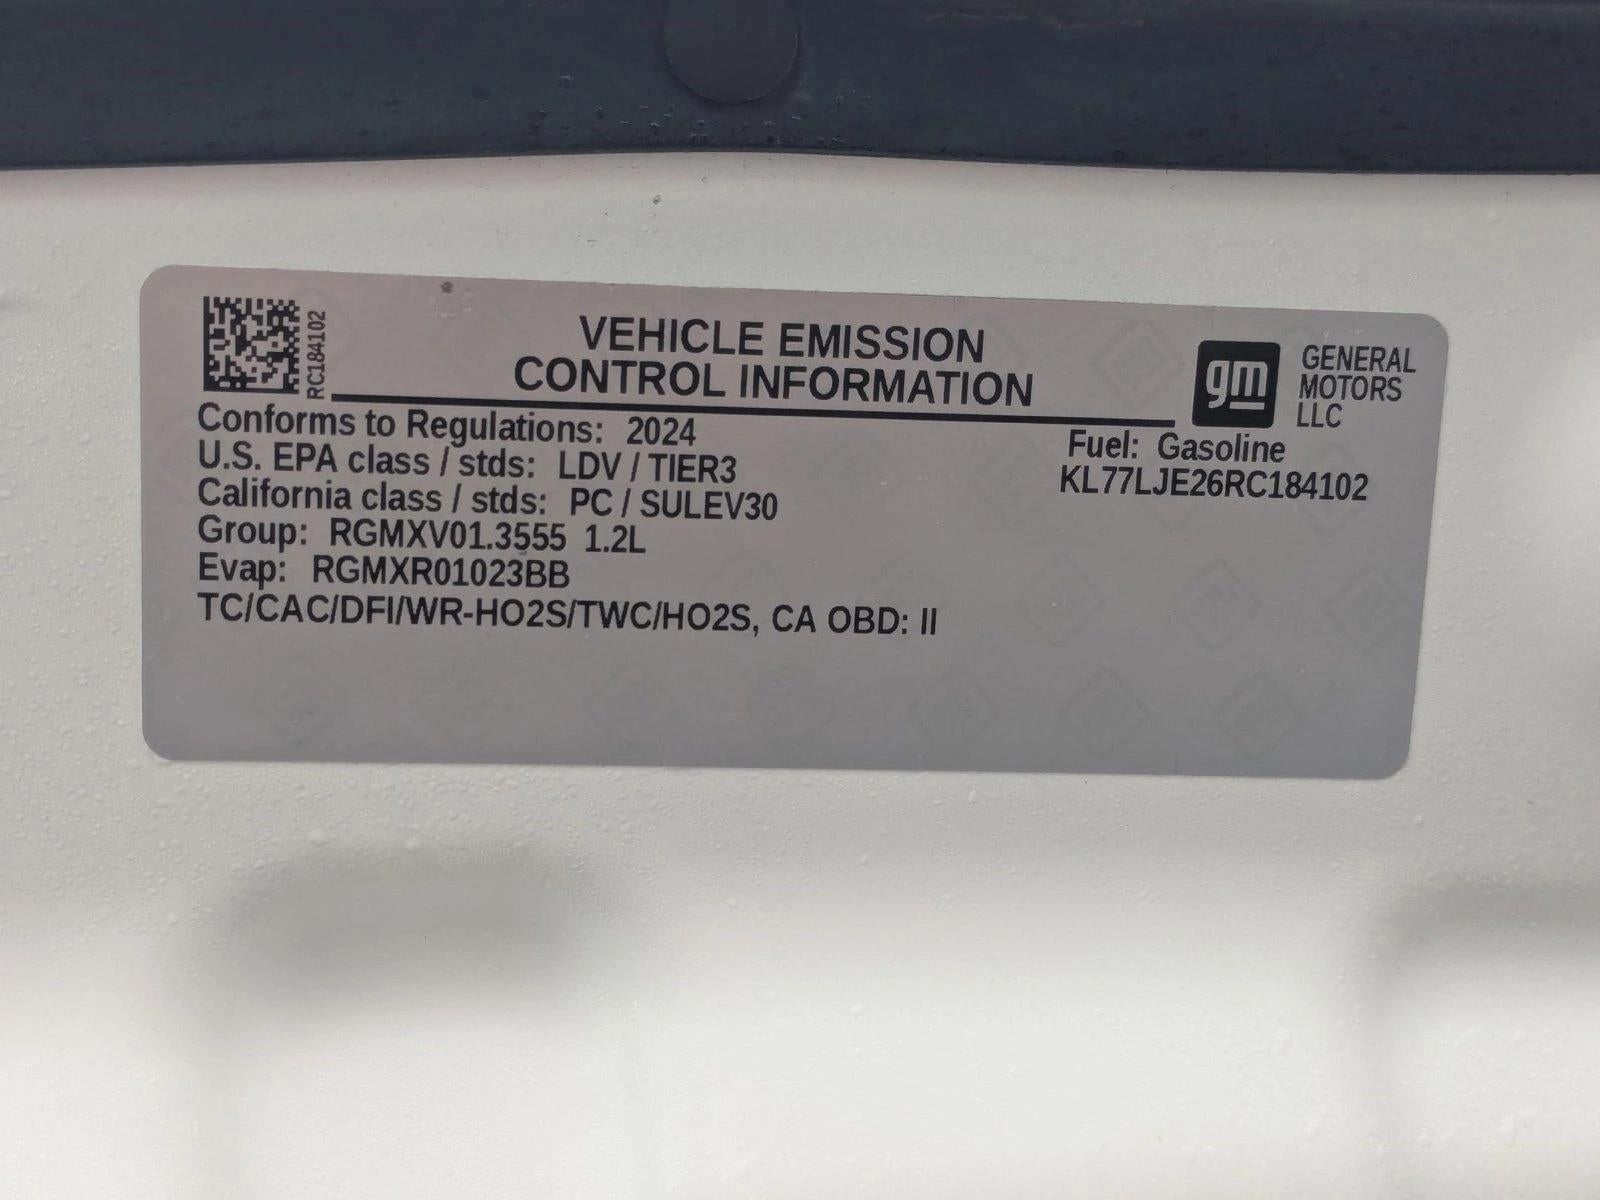 RC184102
VEHICLE EMISSION
CONTROL INFORMATION
gm
GENERAL
MOTORS
LLC
Conforms to Regulations: 2024
U.S. EPA class / stds: LDV / TIER3
California class / stds: PC / SULEV30
Group: RGMXV01.3555 1.2L
Evap: RGMXR01023BB
TC/CAC/DFI/WR-HO2S/TWC/HO2S, CA OBD: II
Fuel: Gasoline
KL77LJE26RC184102